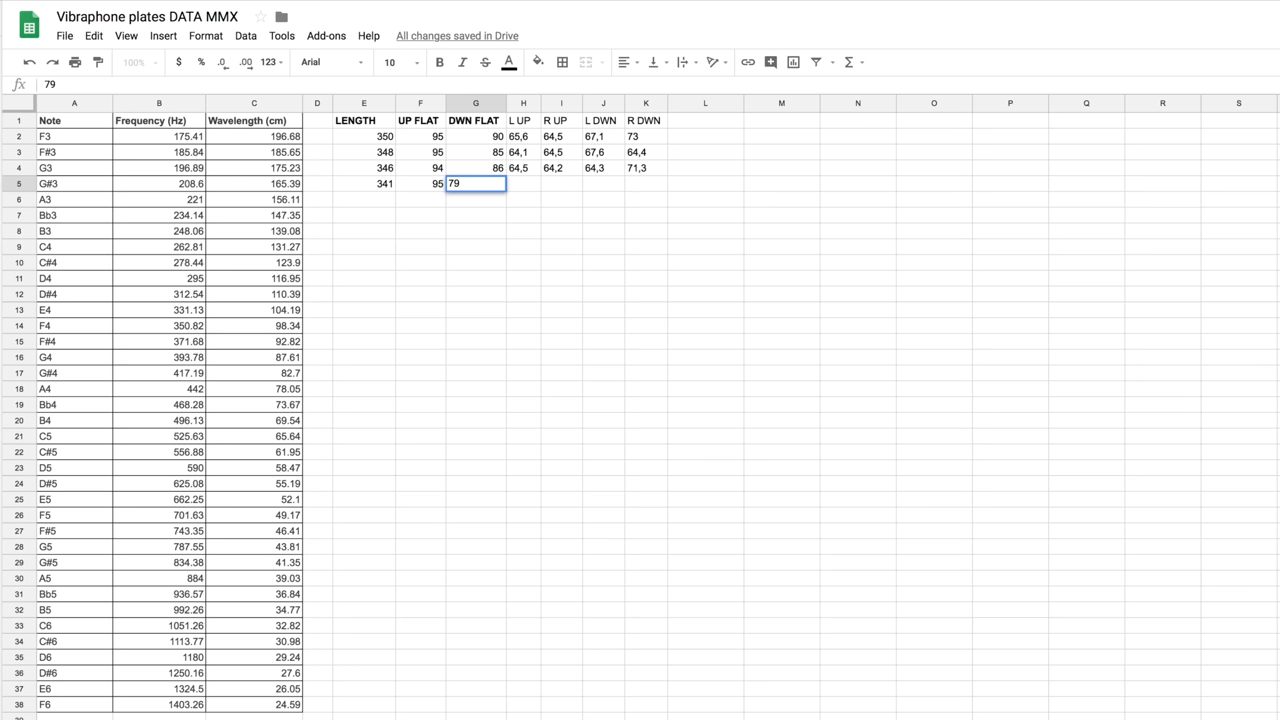 Vibraphone plates DATA MMX
File Edit View Insert Format Data Tools Add-ons Help All changes saved in Drive
100% $ % .0 .00 123 Arial 10 B I S A Σ
fx 79
A B C D E F G H I J K L M N O P Q R S
1 Note Frequency (Hz) Wavelength (cm) LENGTH UP FLAT DWN FLAT L UP R UP L DWN R DWN
2 F3 175.41 196.68 350 95 90 65,6 64,5 67,1 73
3 F#3 185.84 185.65 348 95 85 64,1 64,5 67,6 64,4
4 G3 196.89 175.23 346 94 86 64,5 64,2 64,3 71,3
5 G#3 208.6 165.39 341 95 79
6 A3 221 156.11
7 Bb3 234.14 147.35
8 B3 248.06 139.08
9 C4 262.81 131.27
10 C#4 278.44 123.9
11 D4 295 116.95
12 D#4 312.54 110.39
13 E4 331.13 104.19
14 F4 350.82 98.34
15 F#4 371.68 92.82
16 G4 393.78 87.61
17 G#4 417.19 82.7
18 A4 442 78.05
19 Bb4 468.28 73.67
20 B4 496.13 69.54
21 C5 525.63 65.64
22 C#5 556.88 61.95
23 D5 590 58.47
24 D#5 625.08 55.19
25 E5 662.25 52.1
26 F5 701.63 49.17
27 F#5 743.35 46.41
28 G5 787.55 43.81
29 G#5 834.38 41.35
30 A5 884 39.03
31 Bb5 936.57 36.84
32 B5 992.26 34.77
33 C6 1051.26 32.82
34 C#6 1113.77 30.98
35 D6 1180 29.24
36 D#6 1250.16 27.6
37 E6 1324.5 26.05
38 F6 1403.26 24.59